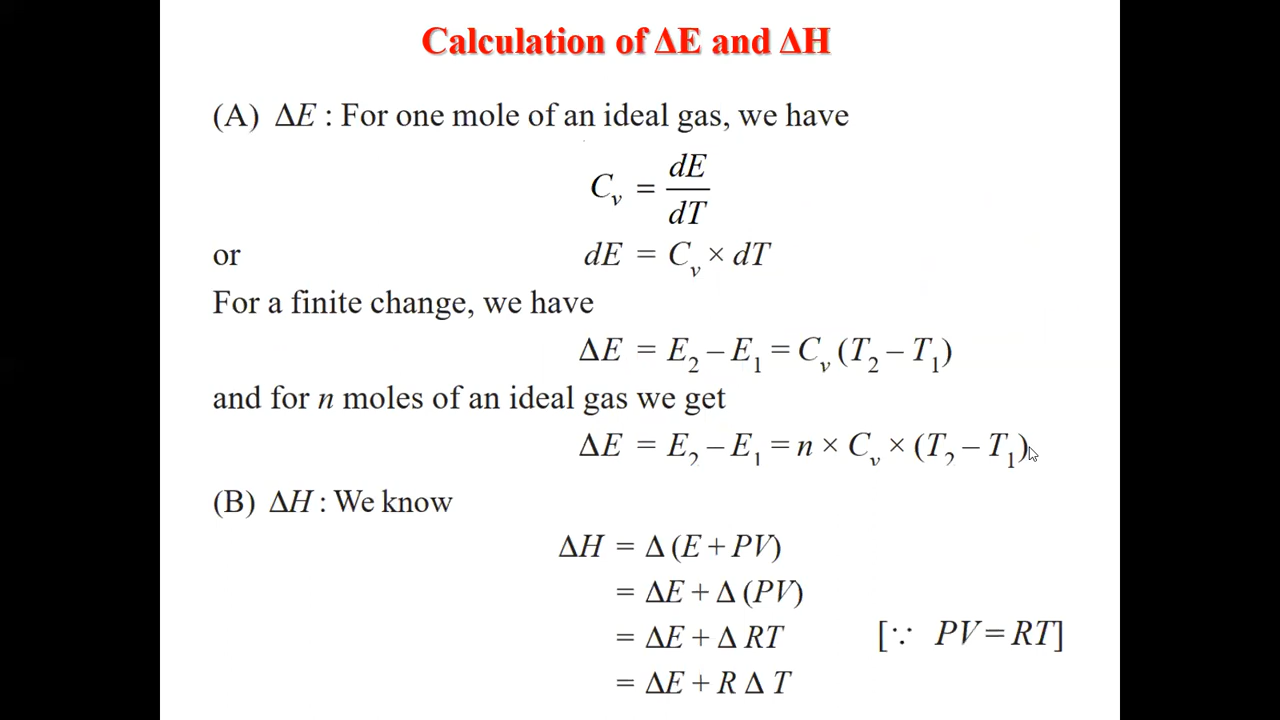 Calculation of ΔE and ΔH
(A) ΔE : For one mole of an ideal gas, we have
C_v = dE/dT
or dE = C_v × dT
For a finite change, we have
ΔE = E_2 – E_1 = C_v (T_2 – T_1)
and for n moles of an ideal gas we get
ΔE = E_2 – E_1 = n × C_v × (T_2 – T_1)
(B) ΔH : We know
ΔH = Δ (E + PV)
= ΔE + Δ (PV)
= ΔE + Δ RT [∵ PV = RT]
= ΔE + R Δ T